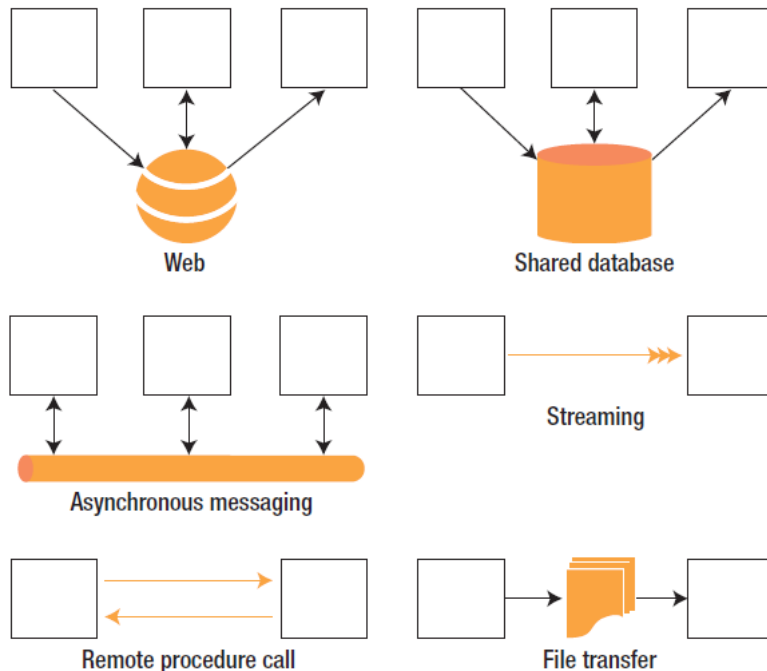 Web
Shared database
Streaming
Asynchronous messaging
Remote procedure call
File transfer